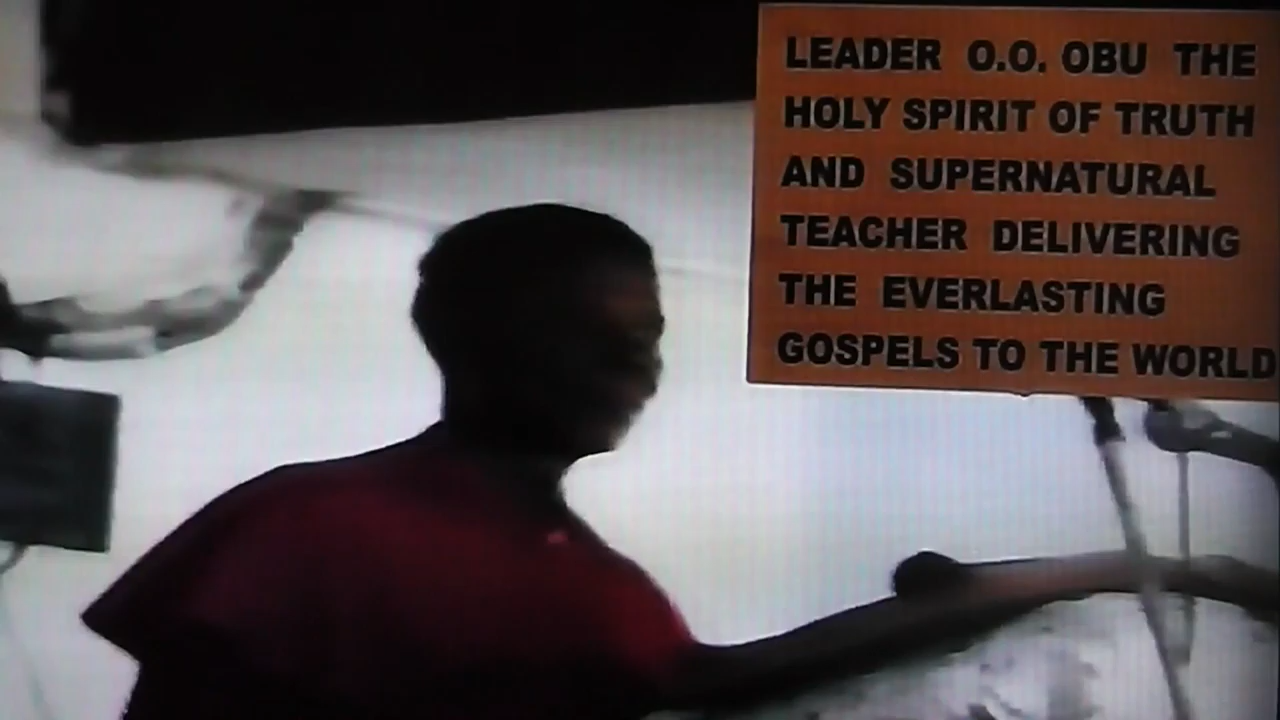 LEADER O.O. OBU THE
HOLY SPIRIT OF TRUTH
AND SUPERNATURAL
TEACHER DELIVERING
THE EVERLASTING
GOSPELS TO THE WORLD